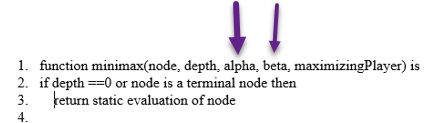 1. function minimax(node, depth, alpha, beta, maximizingPlayer) is
2. if depth ==0 or node is a terminal node then
3. return static evaluation of node
4.